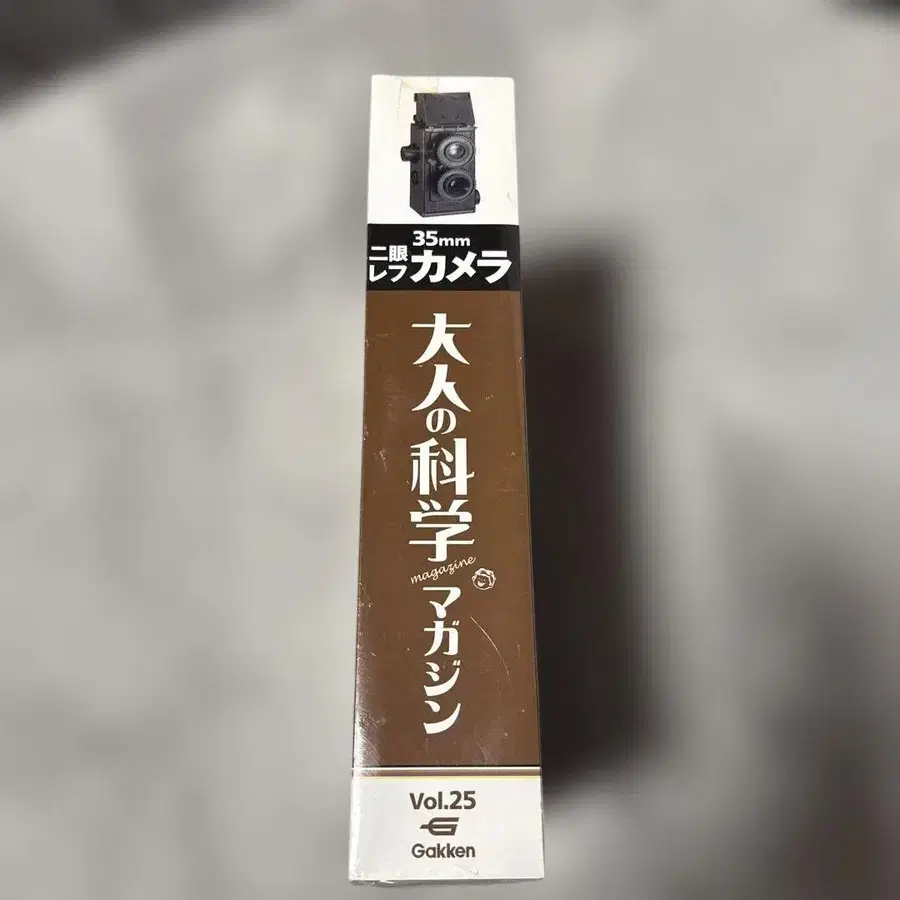 35mm
二眼
レフ
カメラ
大人の科学
magazine
マガジン
Vol.25
Gakken